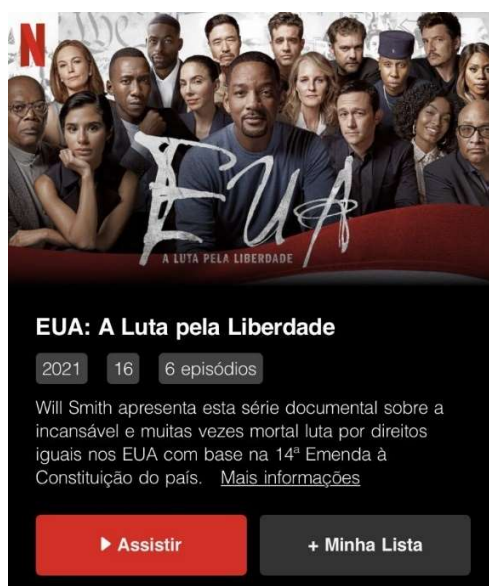 N
EUA
A LUTA PELA LIBERDADE
EUA: A Luta pela Liberdade
2021 16 6 episódios
Will Smith apresenta esta série documental sobre a
incansável e muitas vezes mortal luta por direitos
iguais nos EUA com base na 14ª Emenda à
Constituição do país. Mais informações
Assistir + Minha Lista